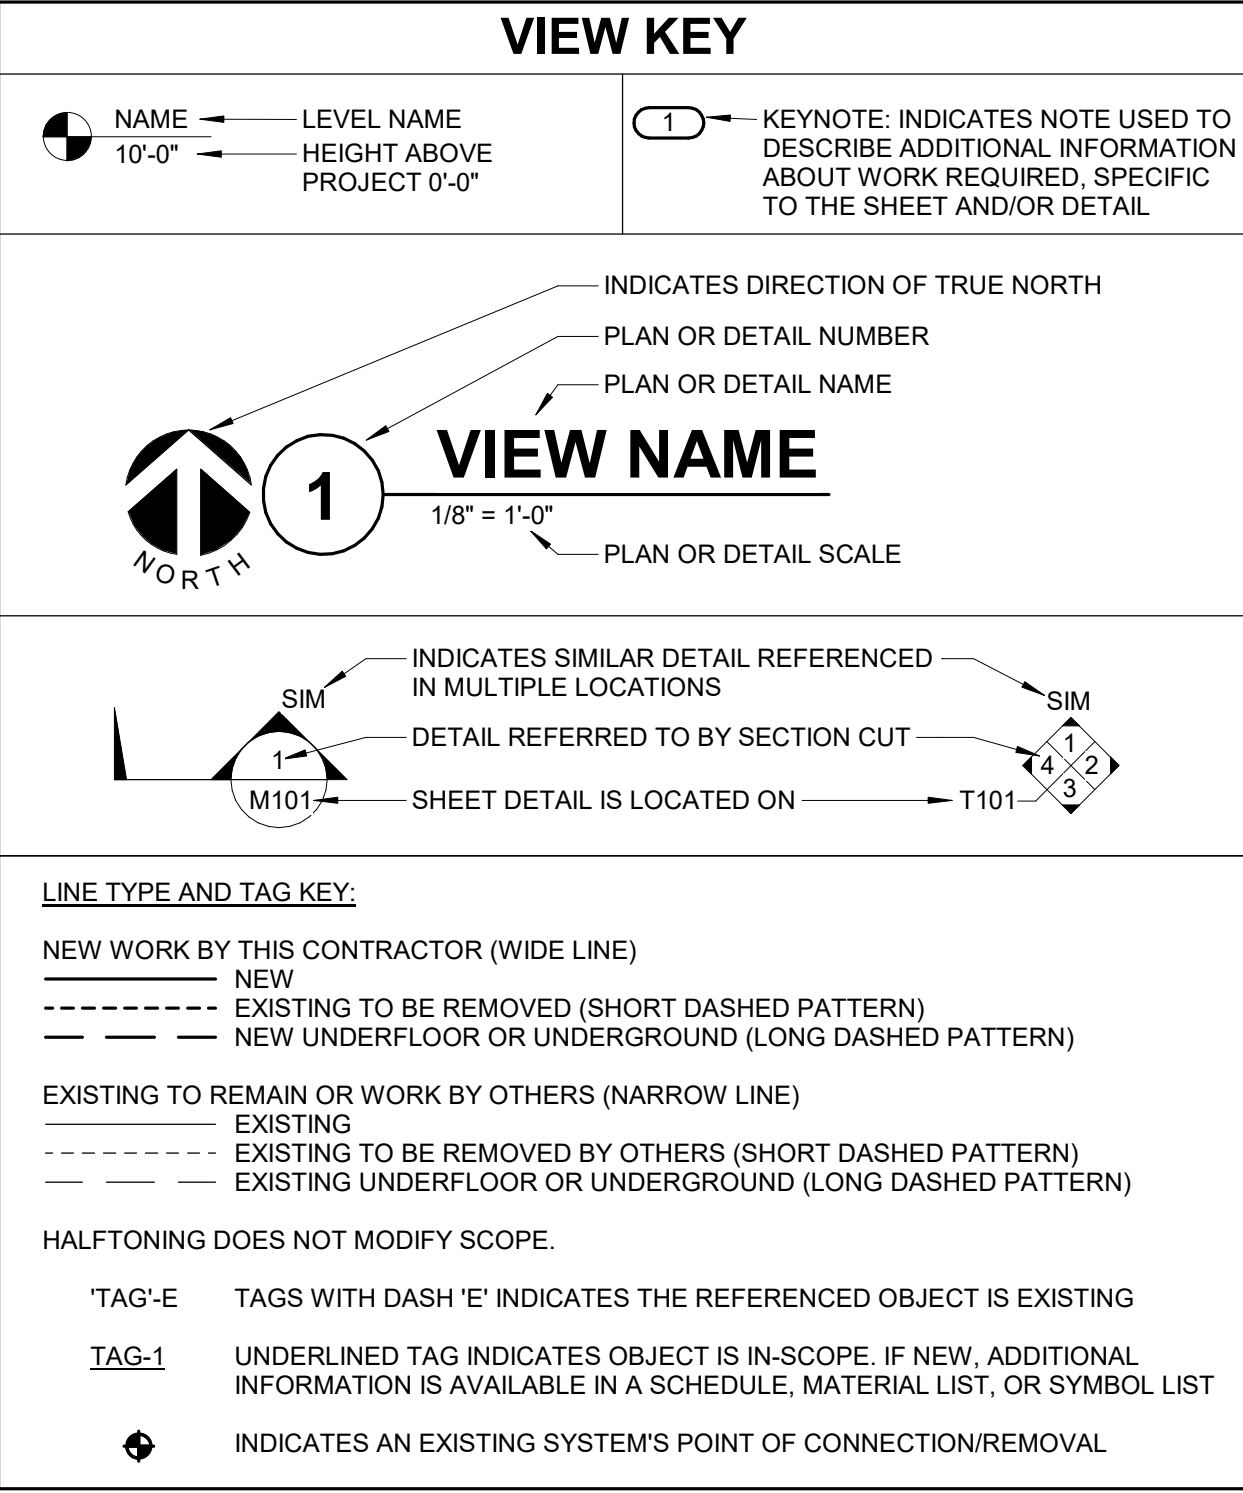 VIEW KEY
NAME
LEVEL NAME
10'-0"
HEIGHT ABOVE
PROJECT 0'-0"
1
KEYNOTE: INDICATES NOTE USED TO
DESCRIBE ADDITIONAL INFORMATION
ABOUT WORK REQUIRED, SPECIFIC
TO THE SHEET AND/OR DETAIL
INDICATES DIRECTION OF TRUE NORTH
PLAN OR DETAIL NUMBER
PLAN OR DETAIL NAME
NORTH
1
VIEW NAME
1/8" = 1'-0"
PLAN OR DETAIL SCALE
INDICATES SIMILAR DETAIL REFERENCED
IN MULTIPLE LOCATIONS
SIM
SIM
DETAIL REFERRED TO BY SECTION CUT
1
M101
SHEET DETAIL IS LOCATED ON
T101
1
4
2
3
LINE TYPE AND TAG KEY:
NEW WORK BY THIS CONTRACTOR (WIDE LINE)
NEW
EXISTING TO BE REMOVED (SHORT DASHED PATTERN)
NEW UNDERFLOOR OR UNDERGROUND (LONG DASHED PATTERN)
EXISTING TO REMAIN OR WORK BY OTHERS (NARROW LINE)
EXISTING
EXISTING TO BE REMOVED BY OTHERS (SHORT DASHED PATTERN)
EXISTING UNDERFLOOR OR UNDERGROUND (LONG DASHED PATTERN)
HALFTONING DOES NOT MODIFY SCOPE.
'TAG'-E TAGS WITH DASH 'E' INDICATES THE REFERENCED OBJECT IS EXISTING
TAG-1 UNDERLINED TAG INDICATES OBJECT IS IN-SCOPE. IF NEW, ADDITIONAL
INFORMATION IS AVAILABLE IN A SCHEDULE, MATERIAL LIST, OR SYMBOL LIST
INDICATES AN EXISTING SYSTEM'S POINT OF CONNECTION/REMOVAL